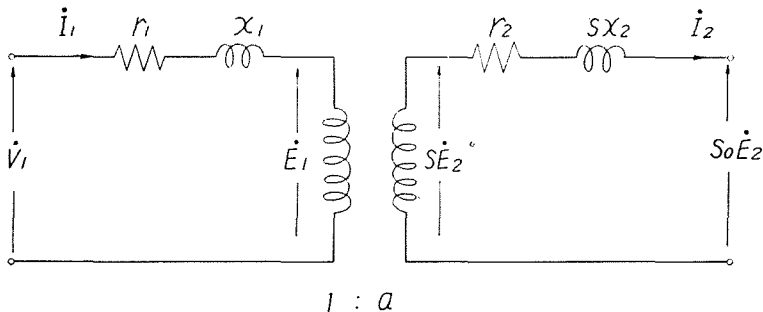 İ₁ r₁ x₁ r₂ sx₂ İ₂
V̇₁ Ė₁ SĖ₂ S₀Ė₂
1 : a